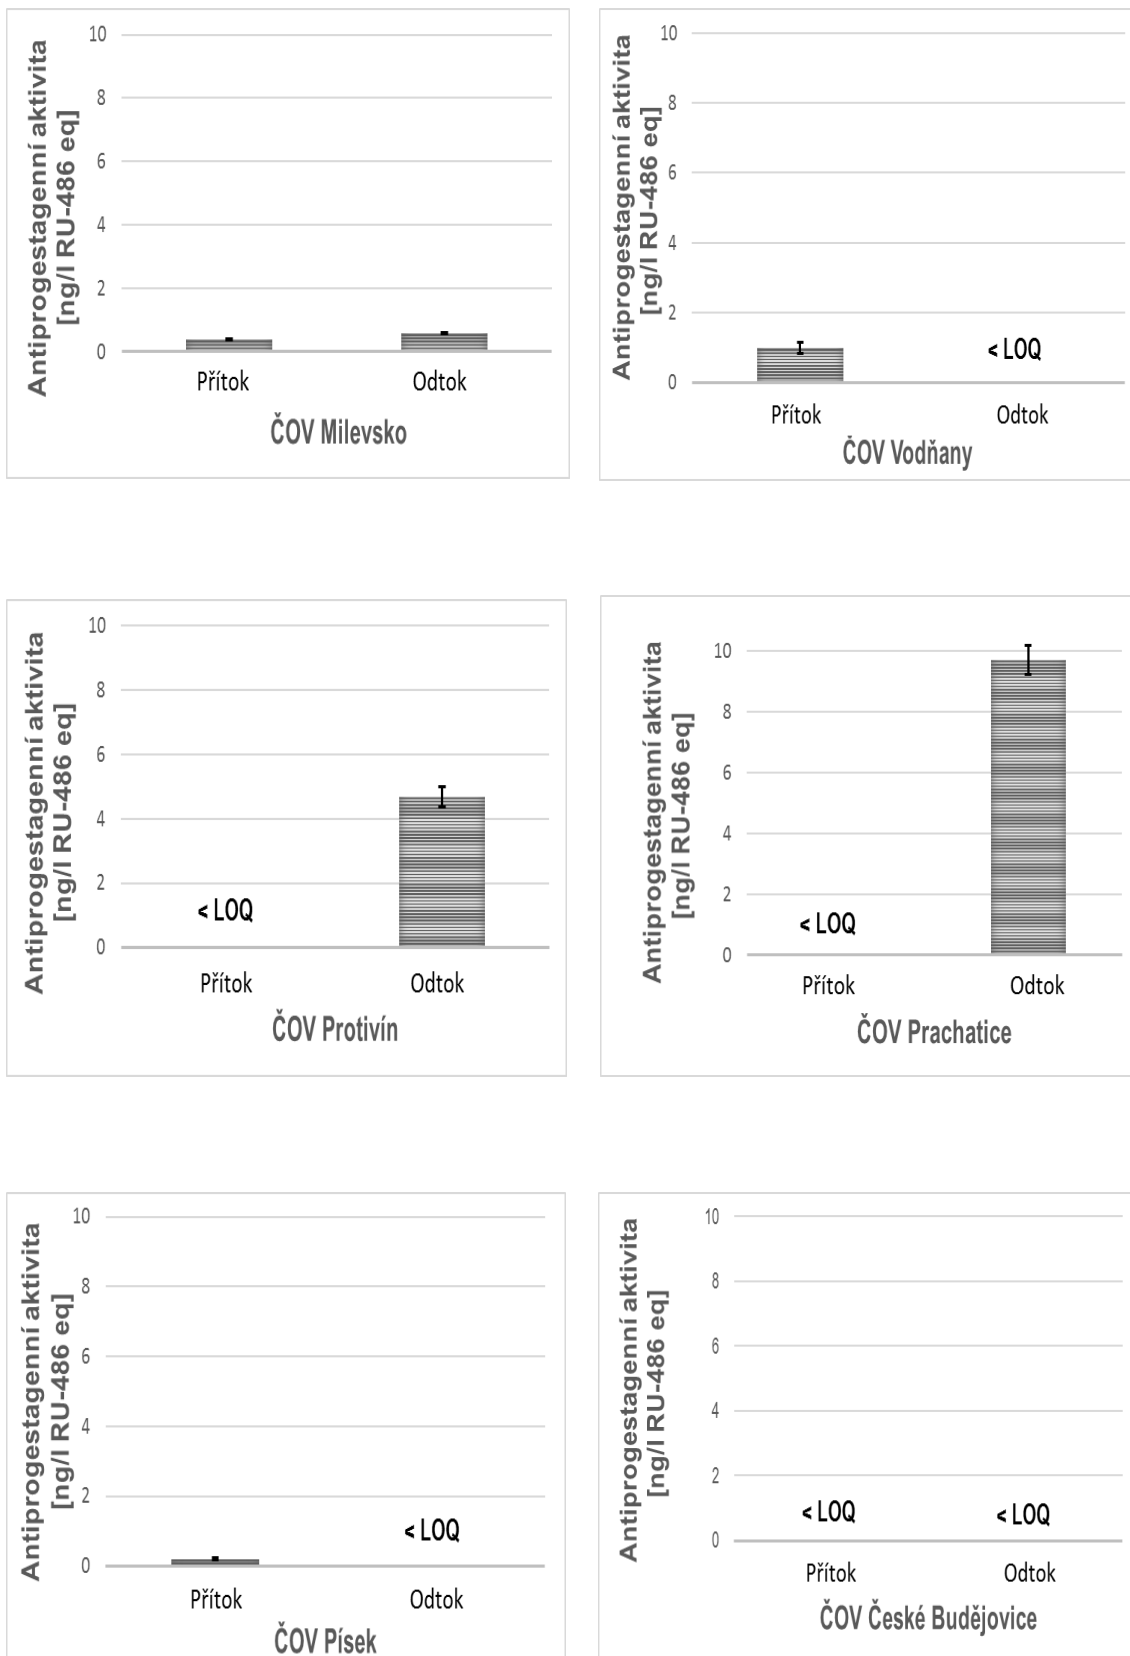 Antiprogestagenní aktivita
[ng/l RU-486 eq]
10
8
6
4
2
0
Přítok
Odtok
ČOV Milevsko
Antiprogestagenní aktivita
[ng/l RU-486 eq]
10
8
6
4
2
0
< LOQ
Přítok
Odtok
ČOV Vodňany
Antiprogestagenní aktivita
[ng/l RU-486 eq]
10
8
6
4
2
0
< LOQ
Přítok
Odtok
ČOV Protivín
Antiprogestagenní aktivita
[ng/l RU-486 eq]
10
8
6
4
2
0
< LOQ
Přítok
Odtok
ČOV Prachatice
Antiprogestagenní aktivita
[ng/l RU-486 eq]
10
8
6
4
2
0
< LOQ
Přítok
Odtok
ČOV Písek
Antiprogestagenní aktivita
[ng/l RU-486 eq]
10
8
6
4
2
0
< LOQ
< LOQ
Přítok
Odtok
ČOV České Budějovice